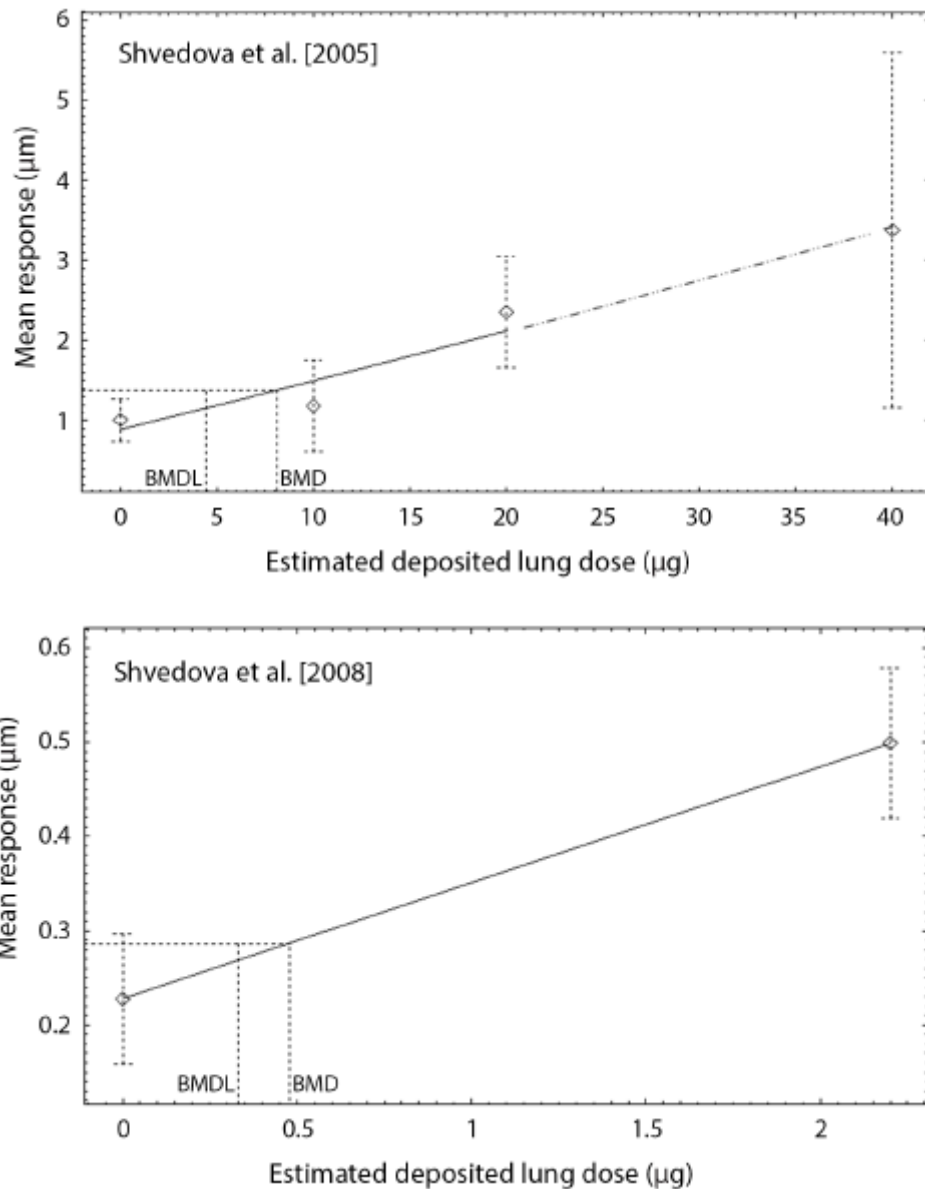 Shvedova et al. [2005]
Mean response (µm)
6
5
4
3
2
1
BMDL
BMD
0 5 10 15 20 25 30 35 40
Estimated deposited lung dose (µg)
Shvedova et al. [2008]
Mean response (µm)
0.6
0.5
0.4
0.3
0.2
BMDL
BMD
0 0.5 1 1.5 2
Estimated deposited lung dose (µg)